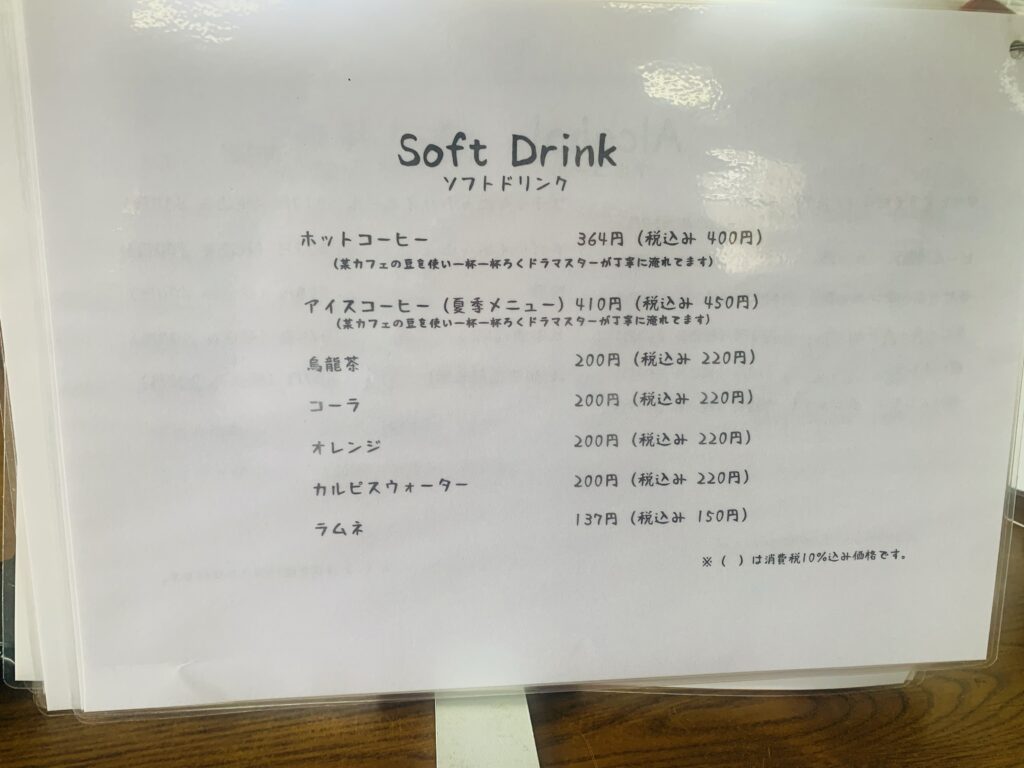 Soft Drink
ソフトドリンク
ホットコーヒー 364円 (税込み 400円)
(某カフェの豆を使い一杯一杯ろくドラマスターが丁寧に淹れてます)
アイスコーヒー (夏季メニュー) 410円 (税込み 450円)
(某カフェの豆を使い一杯一杯ろくドラマスターが丁寧に淹れてます)
烏龍茶 200円 (税込み 220円)
コーラ 200円 (税込み 220円)
オレンジ 200円 (税込み 220円)
カルピスウォーター 200円 (税込み 220円)
ラムネ 137円 (税込み 150円)
※ ( ) は消費税10%込み価格です。